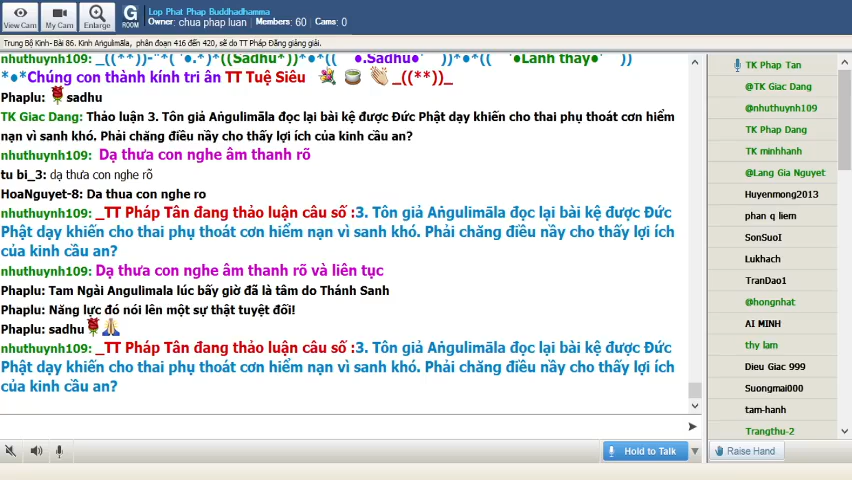 View Cam
My Cam
Enlarge
G
ROOM
Lop Phat Phap Buddhadhamma
Owner: chua phap luan / Members: 60 / Cams: 0
Trung Bộ Kinh- Bài 86. Kinh Angulimāla, phân đoạn 416 đến 420, sẽ do TT Pháp Đăng giảng giải.
nhuthuynh109: _((**))-"*(¨`●.*)*((Sadhu*))*●*((¨`●.Sadhu●´¨))*●*((¨`●Lành thay●´¨))
*●*Chúng con thành kính tri ân TT Tuệ Siêu _((**))_
Phaplu: sadhu
TK Giac Dang: Thảo luận 3. Tôn giả Aṅgulimāla đọc lại bài kệ được Đức Phật dạy khiến cho thai phụ thoát cơn hiểm
nạn vì sanh khó. Phải chăng điều nầy cho thấy lợi ích của kinh cầu an?
nhuthuynh109: Dạ thưa con nghe âm thanh rõ
tu bi_3: dạ thưa con nghe rõ
HoaNguyet-8: Da thua con nghe ro
nhuthuynh109: _TT Pháp Tân đang thảo luận câu số :3. Tôn giả Aṅgulimāla đọc lại bài kệ được Đức
Phật dạy khiến cho thai phụ thoát cơn hiểm nạn vì sanh khó. Phải chăng điều nầy cho thấy lợi ích
của kinh cầu an?
nhuthuynh109: Dạ thưa con nghe âm thanh rõ và liên tục
Phaplu: Tam Ngài Angulimala lúc bấy giờ đã là tâm do Thánh Sanh
Phaplu: Năng lực đó nói lên một sự thật tuyệt đối!
Phaplu: sadhu
nhuthuynh109: _TT Pháp Tân đang thảo luận câu số :3. Tôn giả Aṅgulimāla đọc lại bài kệ được Đức
Phật dạy khiến cho thai phụ thoát cơn hiểm nạn vì sanh khó. Phải chăng điều nầy cho thấy lợi ích
của kinh cầu an?
Hold to Talk
TK Phap Tan
@TK Giac Dang
@nhuthuynh109
TK Phap Dang
TK minhhanh
@Lang Gia Nguyet
Huyenmong2013
phan q liem
SonSuoI
Lukhach
TranDao1
@hongnhat
AI MINH
thy lam
Dieu Giac 999
Suongmai000
tam-hanh
Trangthu-2
Raise Hand